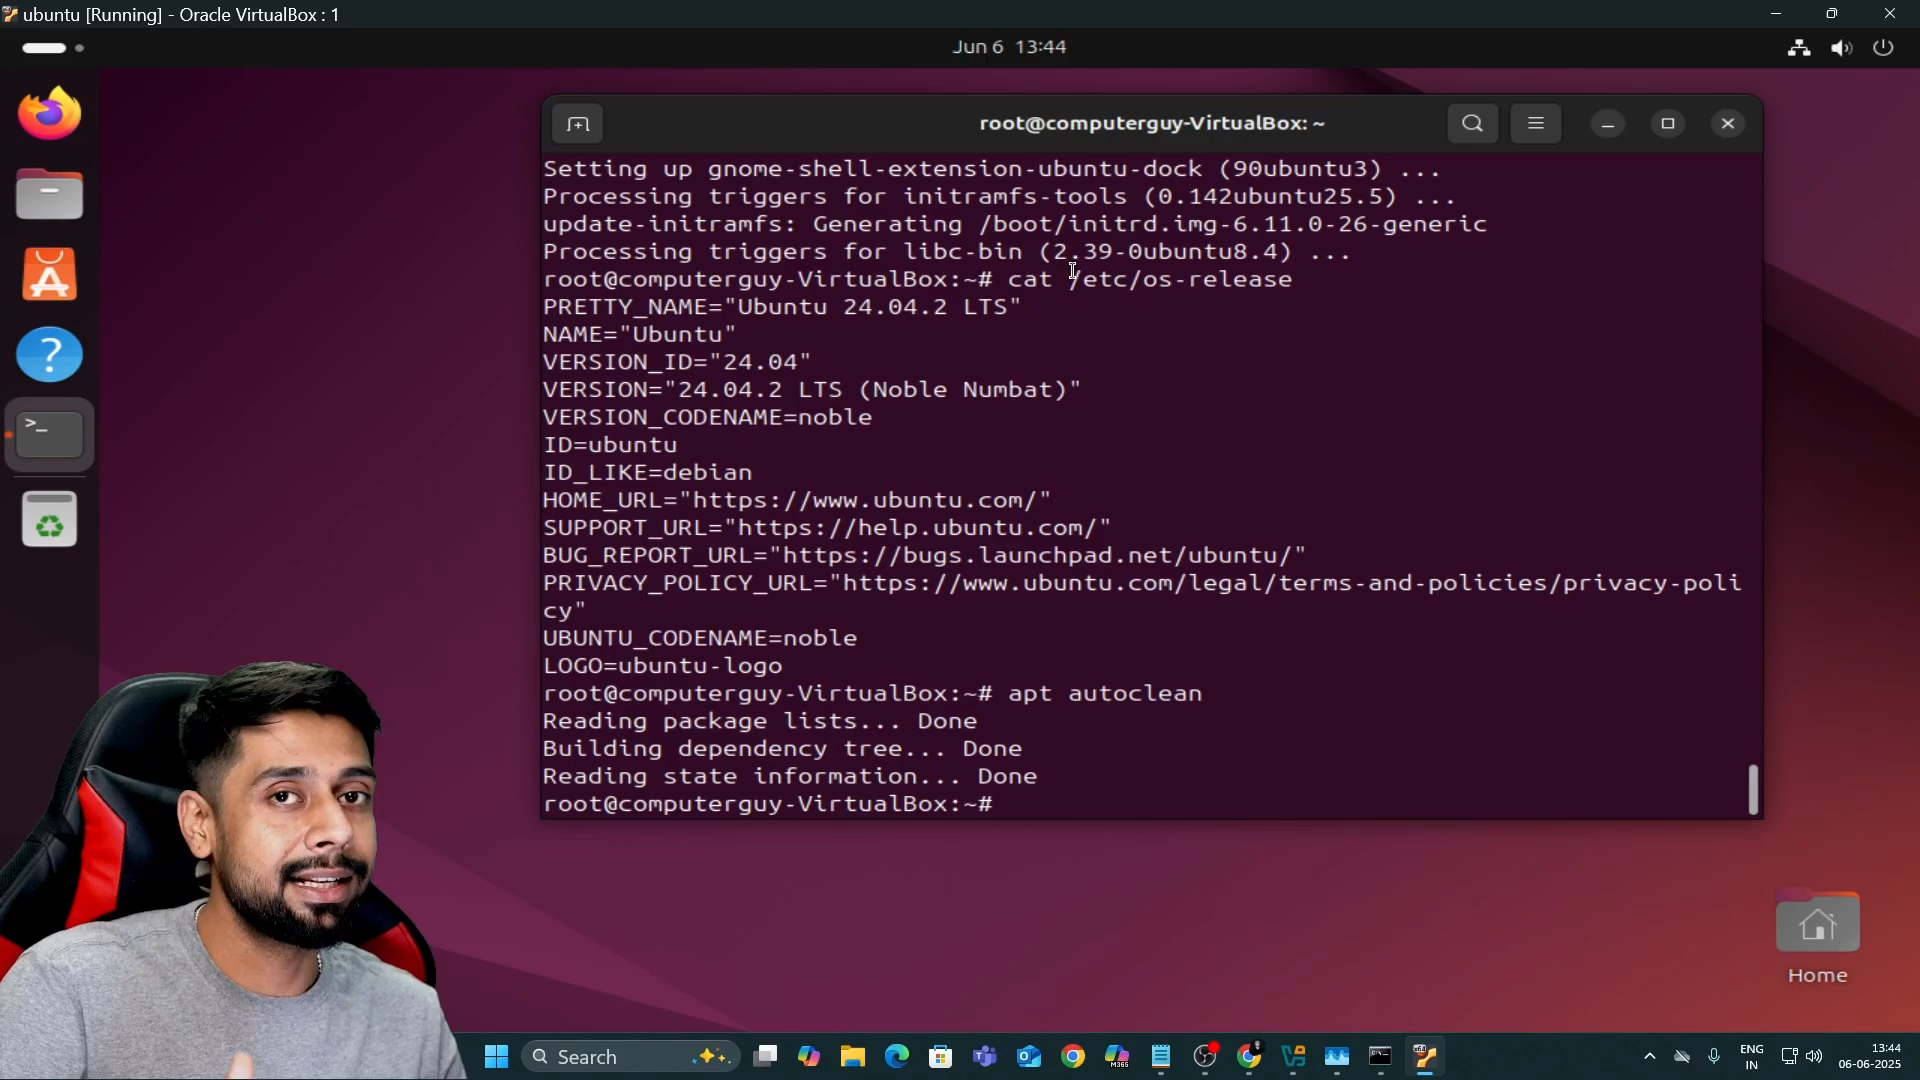 ubuntu [Running] - Oracle VirtualBox : 1
Jun 6 13:44
root@computerguy-VirtualBox: ~
Setting up gnome-shell-extension-ubuntu-dock (90ubuntu3) ...
Processing triggers for initramfs-tools (0.142ubuntu25.5) ...
update-initramfs: Generating /boot/initrd.img-6.11.0-26-generic
Processing triggers for libc-bin (2.39-0ubuntu8.4) ...
root@computerguy-VirtualBox:~# cat /etc/os-release
PRETTY_NAME="Ubuntu 24.04.2 LTS"
NAME="Ubuntu"
VERSION_ID="24.04"
VERSION="24.04.2 LTS (Noble Numbat)"
VERSION_CODENAME=noble
ID=ubuntu
ID_LIKE=debian
HOME_URL="https://www.ubuntu.com/"
SUPPORT_URL="https://help.ubuntu.com/"
BUG_REPORT_URL="https://bugs.launchpad.net/ubuntu/"
PRIVACY_POLICY_URL="https://www.ubuntu.com/legal/terms-and-policies/privacy-poli
cy"
UBUNTU_CODENAME=noble
LOGO=ubuntu-logo
root@computerguy-VirtualBox:~# apt autoclean
Reading package lists... Done
Building dependency tree... Done
Reading state information... Done
root@computerguy-VirtualBox:~#
Home
Search
M365
ENG
IN
13:44
06-06-2025